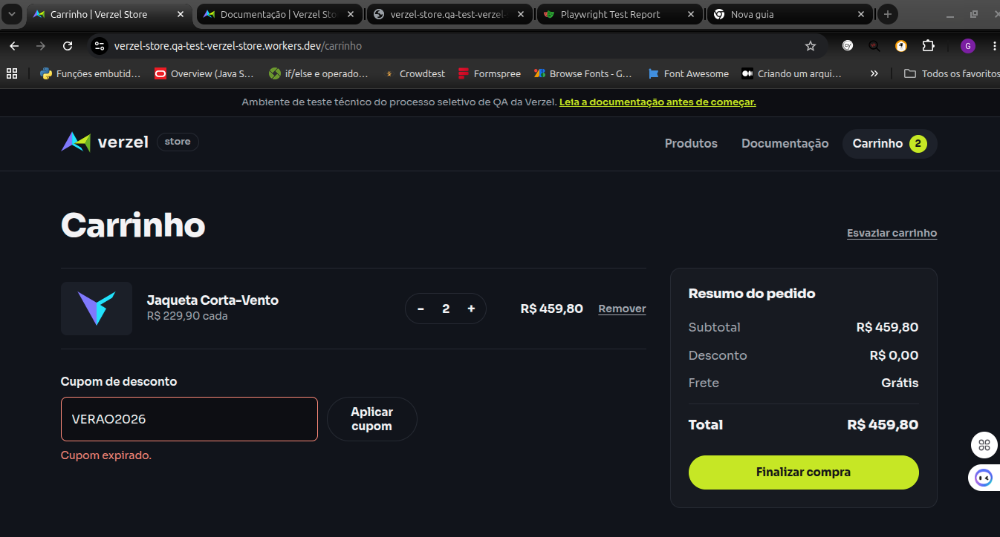 Carrinho | Verzel Store
Documentação | Verzel Sto
verzel-store.qa-test-verzel-
Playwright Test Report
Nova guia
verzel-store.qa-test-verzel-store.workers.dev/carrinho
G
Funções embutid...
Overview (Java S...
if/else e operado...
Crowdtest
Formspree
Browse Fonts - G...
Font Awesome
Criando um arqui...
Todos os favoritos
Ambiente de teste técnico do processo seletivo de QA da Verzel. Leia a documentação antes de começar.
verzel store
Produtos
Documentação
Carrinho 2
Carrinho
Esvaziar carrinho
Jaqueta Corta-Vento
R$ 229,90 cada
- 2 +
R$ 459,80
Remover
Cupom de desconto
VERAO2026
Aplicar
cupom
Cupom expirado.
Resumo do pedido
Subtotal R$ 459,80
Desconto R$ 0,00
Frete Grátis
Total R$ 459,80
Finalizar compra